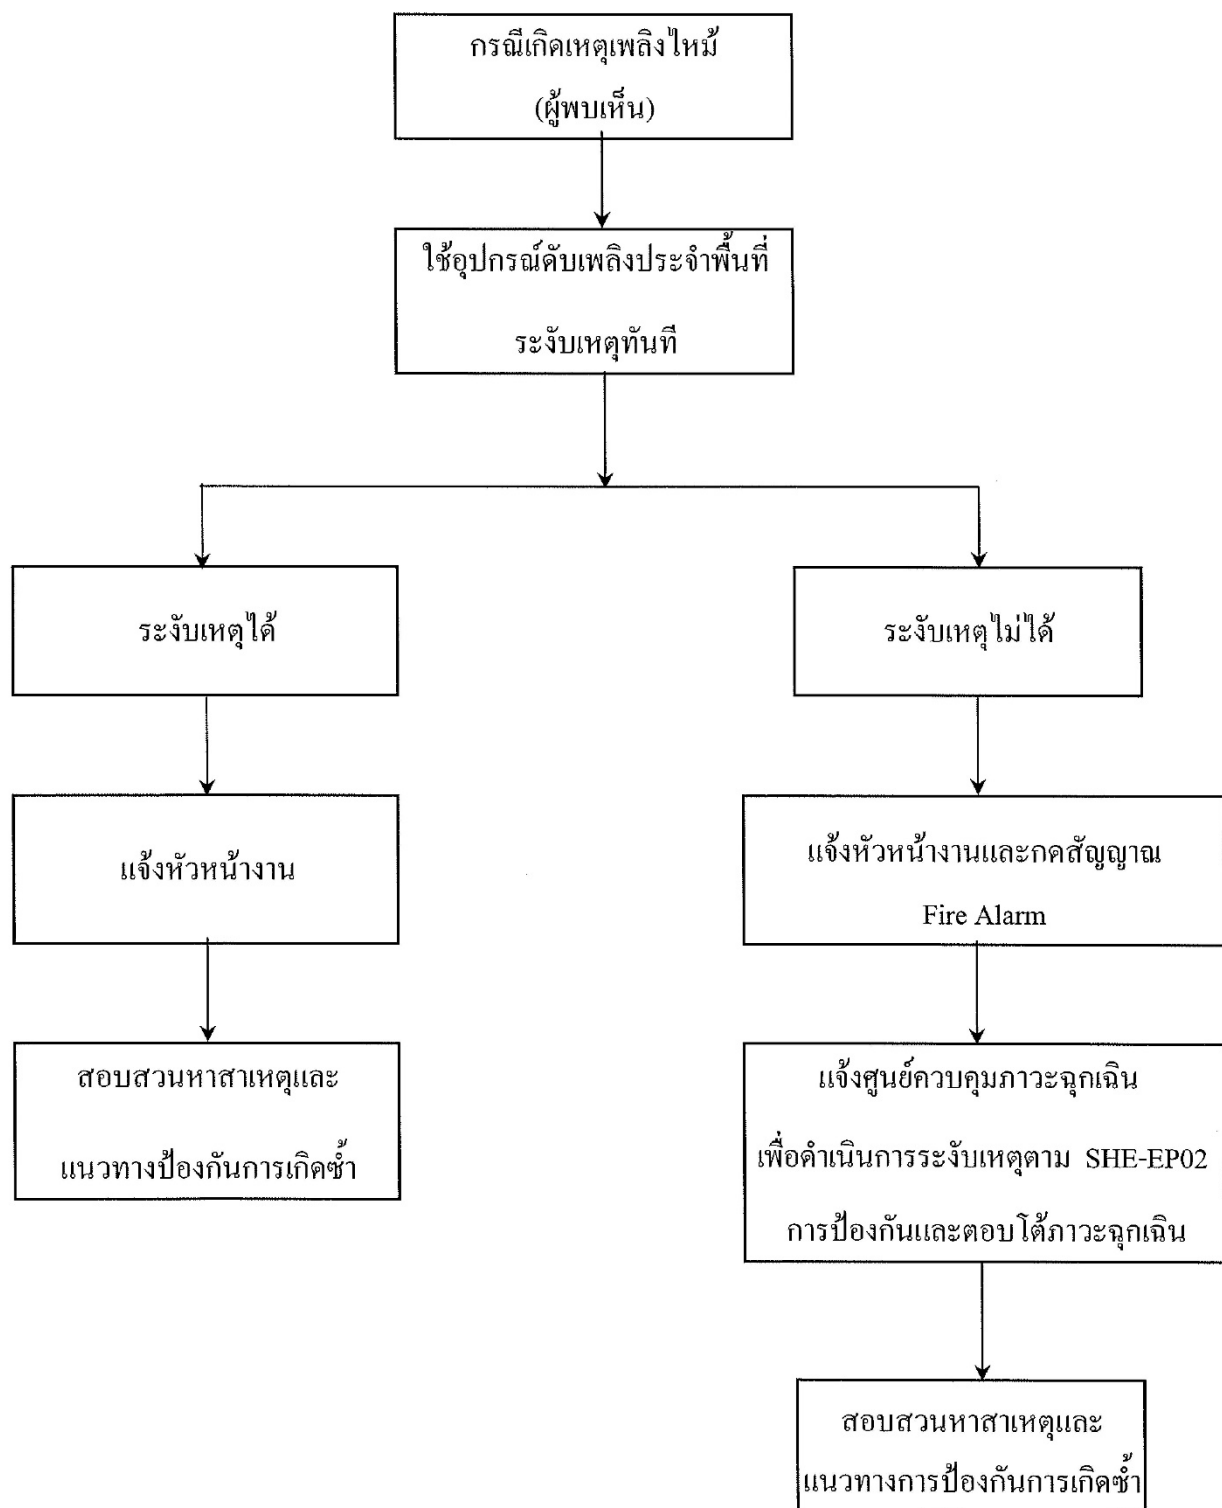 กรณีเกิดเหตุเพลิงไหม้
(ผู้พบเห็น)
ใช้อุปกรณ์ดับเพลิงประจำพื้นที่
ระงับเหตุทันที
ระงับเหตุได้
ระงับเหตุไม่ได้
แจ้งหัวหน้างาน
แจ้งหัวหน้างานและกดสัญญาณ
Fire Alarm
สอบสวนหาสาเหตุและ
แนวทางป้องกันการเกิดซ้ำ
แจ้งศูนย์ควบคุมภาวะฉุกเฉิน
เพื่อดำเนินการระงับเหตุตาม SHE-EP02
การป้องกันและตอบโต้ภาวะฉุกเฉิน
สอบสวนหาสาเหตุและ
แนวทางการป้องกันการเกิดซ้ำ